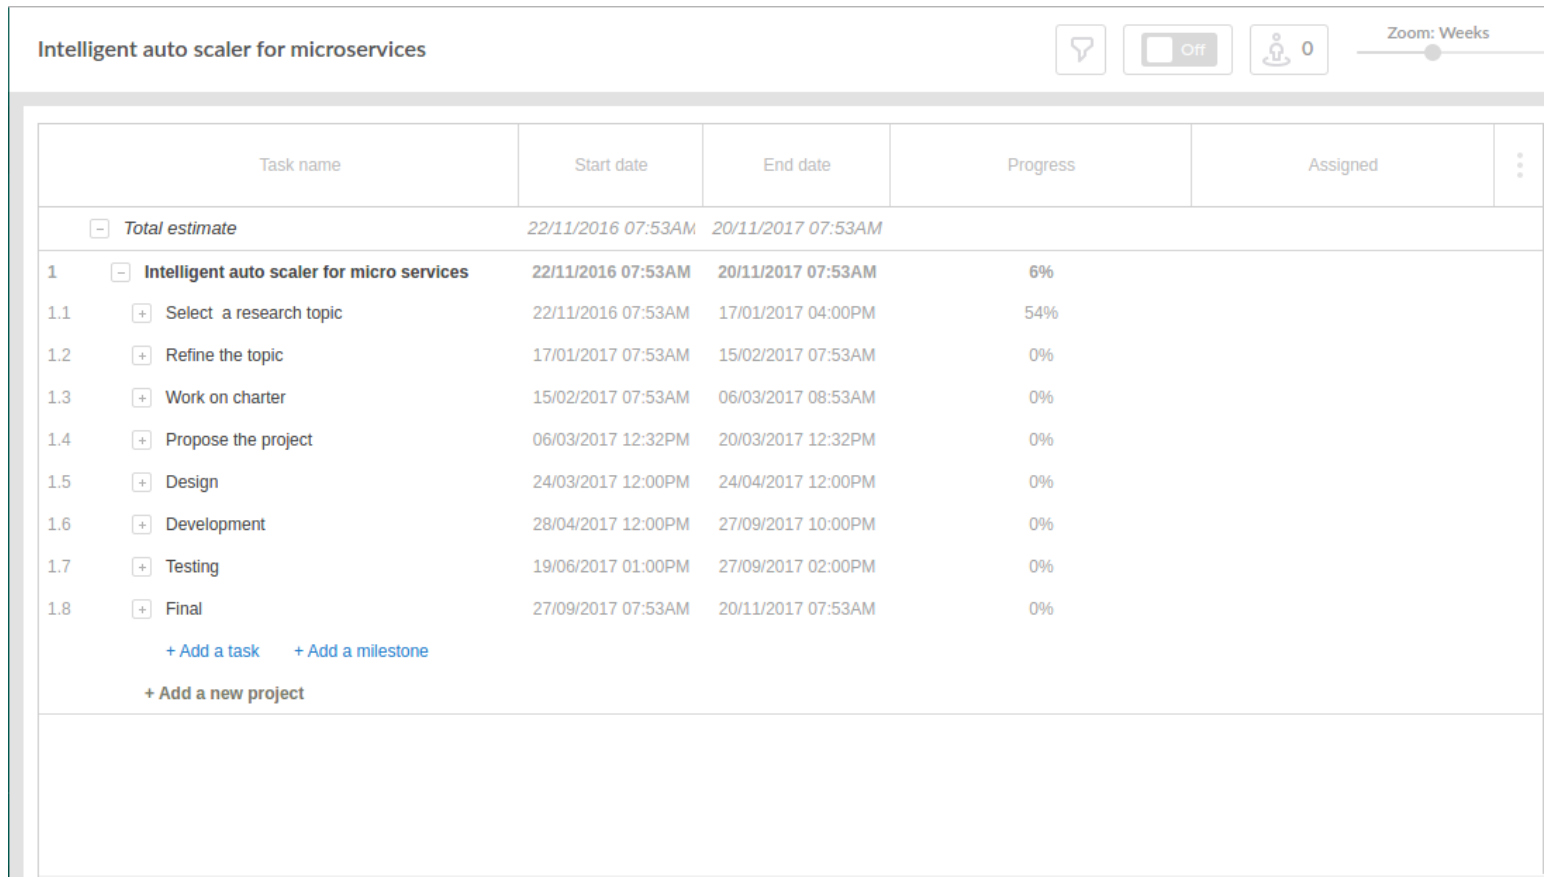 Intelligent auto scaler for microservices
Off
0
Zoom: Weeks
Task name Start date End date Progress Assigned
Total estimate 22/11/2016 07:53AM 20/11/2017 07:53AM
1 Intelligent auto scaler for micro services 22/11/2016 07:53AM 20/11/2017 07:53AM 6%
1.1 Select a research topic 22/11/2016 07:53AM 17/01/2017 04:00PM 54%
1.2 Refine the topic 17/01/2017 07:53AM 15/02/2017 07:53AM 0%
1.3 Work on charter 15/02/2017 07:53AM 06/03/2017 08:53AM 0%
1.4 Propose the project 06/03/2017 12:32PM 20/03/2017 12:32PM 0%
1.5 Design 24/03/2017 12:00PM 24/04/2017 12:00PM 0%
1.6 Development 28/04/2017 12:00PM 27/09/2017 10:00PM 0%
1.7 Testing 19/06/2017 01:00PM 27/09/2017 02:00PM 0%
1.8 Final 27/09/2017 07:53AM 20/11/2017 07:53AM 0%
+ Add a task + Add a milestone
+ Add a new project